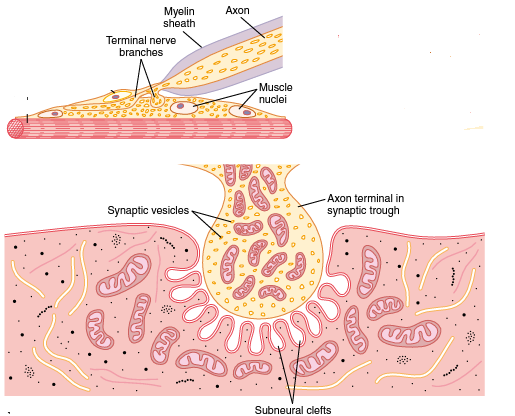 Myelin
sheath
Axon
Terminal nerve
branches
Muscle
nuclei
Synaptic vesicles
Axon terminal in
synaptic trough
Subneural clefts